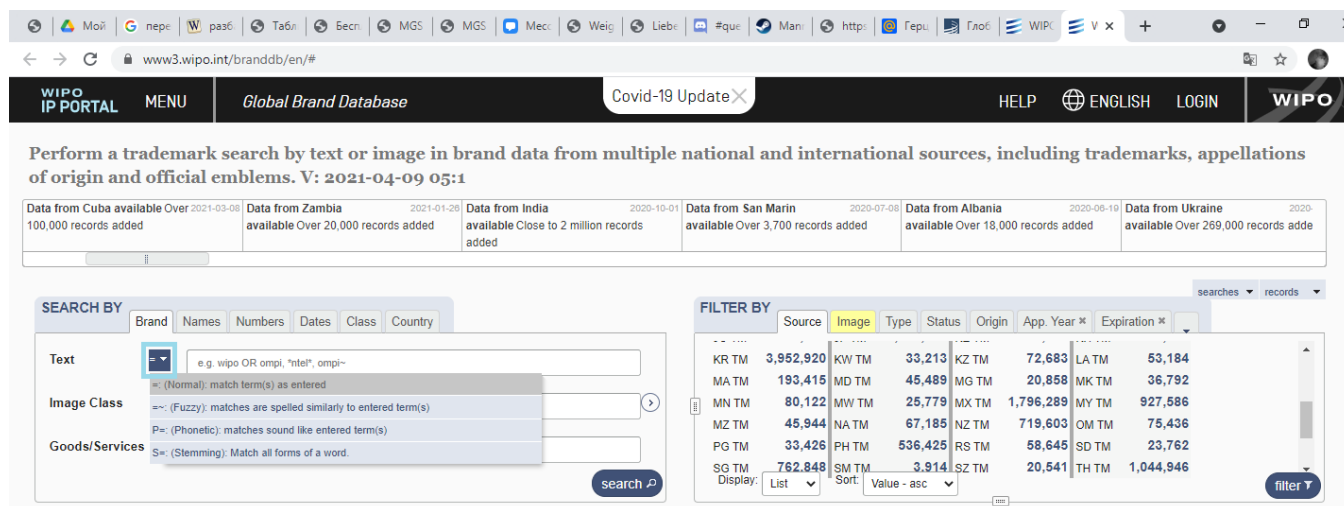 Мой
пере
разб.
Табл
Бесп
MGS
MGS
Месс
Weig
Liebe
#que
Man
https
Герц
Глоб
WIPC
www3.wipo.int/branddb/en/#
WIPO
IP PORTAL MENU Global Brand Database Covid-19 Update HELP ENGLISH LOGIN WIPO
Perform a trademark search by text or image in brand data from multiple national and international sources, including trademarks, appellations
of origin and official emblems. V: 2021-04-09 05:1
Data from Cuba available Over 2021-03-08 Data from Zambia 2021-01-26 Data from India 2020-10-01 Data from San Marin 2020-07-08 Data from Albania 2020-06-19 Data from Ukraine 2020-
100,000 records added available Over 20,000 records added available Close to 2 million records available Over 3,700 records added available Over 18,000 records added available Over 269,000 records adde
added
searches records
SEARCH BY Brand Names Numbers Dates Class Country
Text = e.g. wipo OR ompi, *ntel*, ompi~
=: (Normal): match term(s) as entered
Image Class =~: (Fuzzy): matches are spelled similarly to entered term(s)
P=: (Phonetic): matches sound like entered term(s)
Goods/Services S=: (Stemming): Match all forms of a word.
search
FILTER BY Source Image Type Status Origin App. Year Expiration
KR TM 3,952,920 KW TM 33,213 KZ TM 72,683 LA TM 53,184
MA TM 193,415 MD TM 45,489 MG TM 20,858 MK TM 36,792
MN TM 80,122 MW TM 25,779 MX TM 1,796,289 MY TM 927,586
MZ TM 45,944 NA TM 67,185 NZ TM 719,603 OM TM 75,436
PG TM 33,426 PH TM 536,425 RS TM 58,645 SD TM 23,762
SG TM 762,848 SM TM 3,914 SZ TM 20,541 TH TM 1,044,946
Display: List Sort: Value - asc
filter